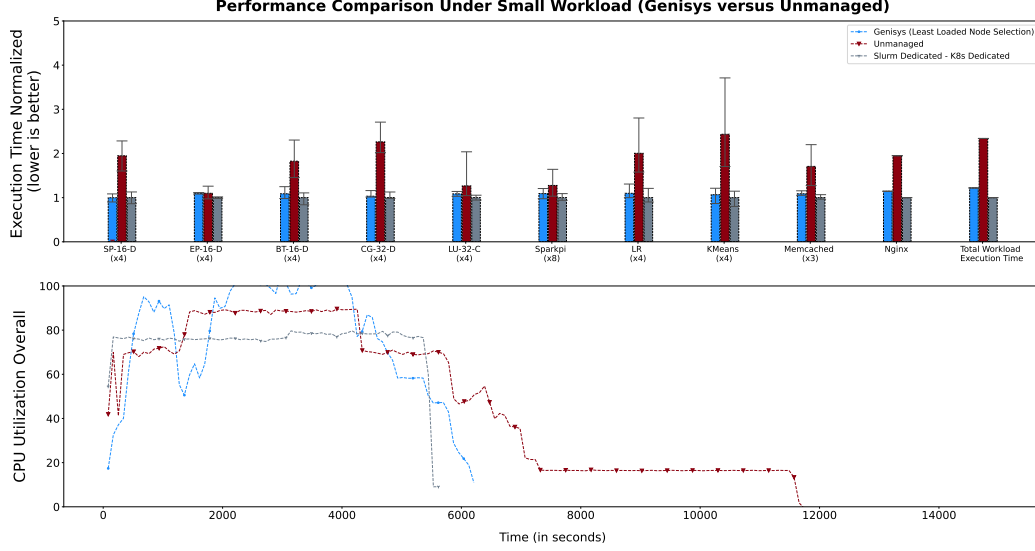 Performance Comparison Under Small Workload (Genisys versus Unmanaged)
Execution Time Normalized
(lower is better)
5
4
3
2
1
0
Genisys (Least Loaded Node Selection)
Unmanaged
Slurm Dedicated - K8s Dedicated
SP-16-D
(x4)
EP-16-D
(x4)
BT-16-D
(x4)
CG-32-D
(x4)
LU-32-C
(x4)
Sparkpi
(x8)
LR
(x4)
KMeans
(x4)
Memcached
(x3)
Nginx
Total Workload
Execution Time
CPU Utilization Overall
100
80
60
40
20
0
0 2000 4000 6000 8000 10000 12000 14000
Time (in seconds)